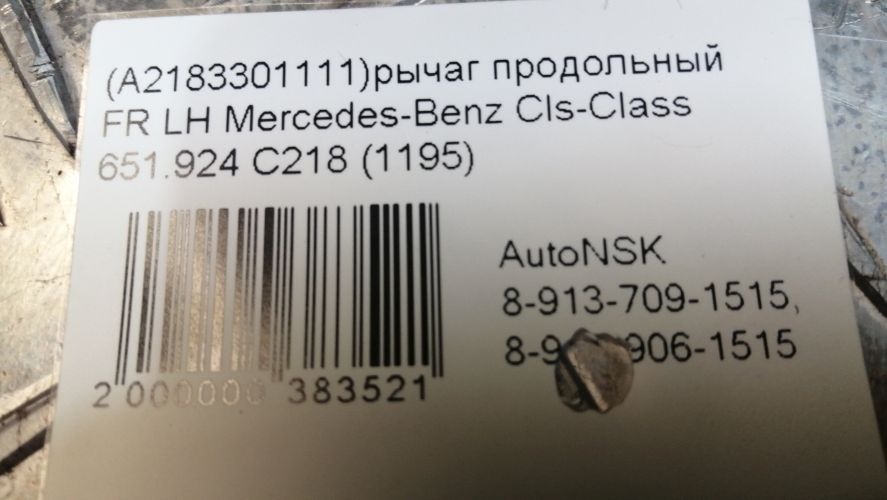 (A2183301111)рычаг продольный
FR LH Mercedes-Benz Cls-Class
651.924 C218 (1195)
AutoNSK
8-913-709-1515,
906-1515
2 000000 383521